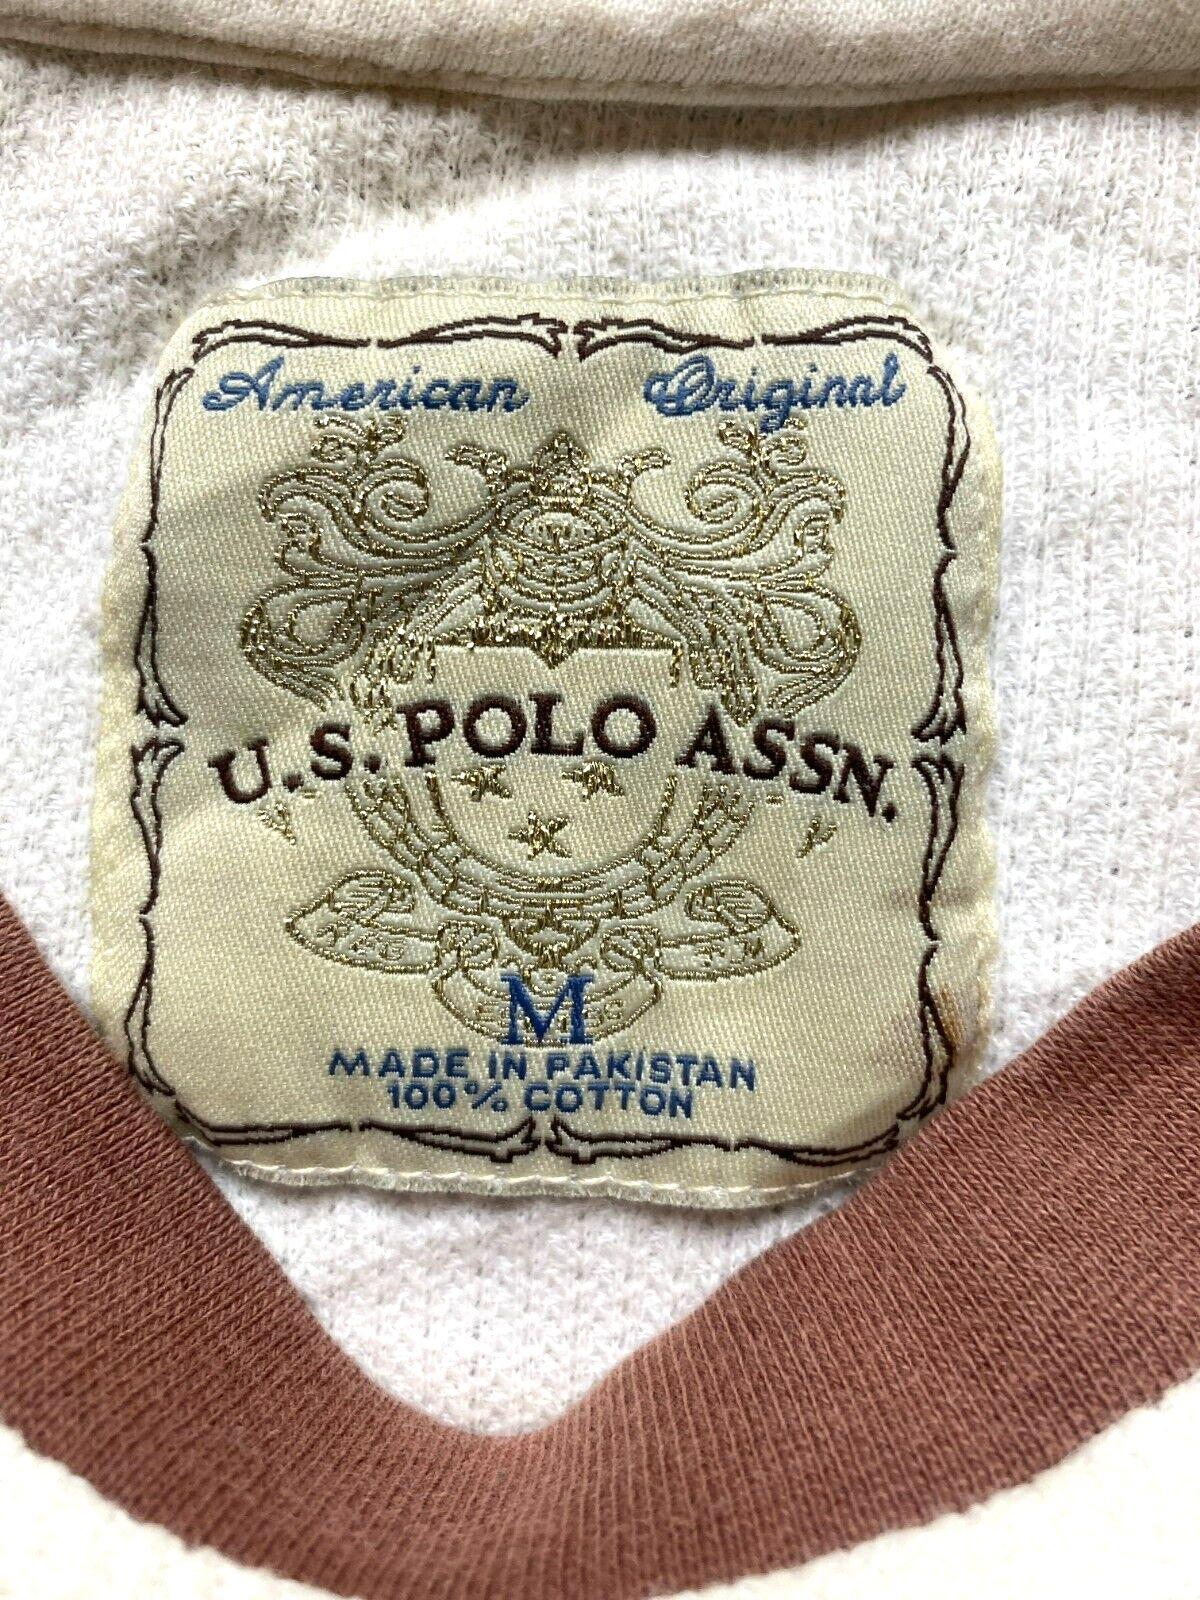 American Original
U.S. POLO ASSN.
M
MADE IN PAKISTAN
100% COTTON